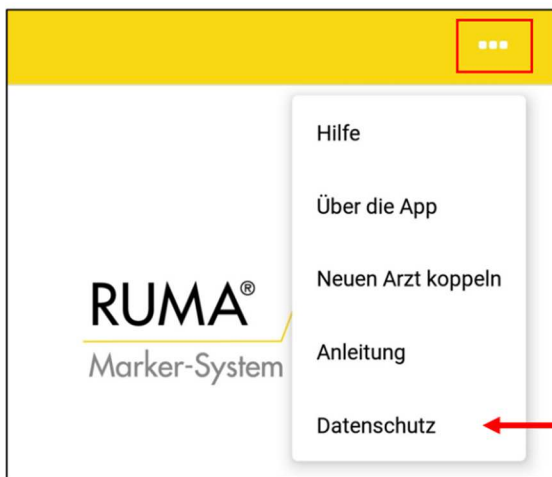 Hilfe
Über die App
Neuen Arzt koppeln
RUMA®
Marker-System
Anleitung
Datenschutz